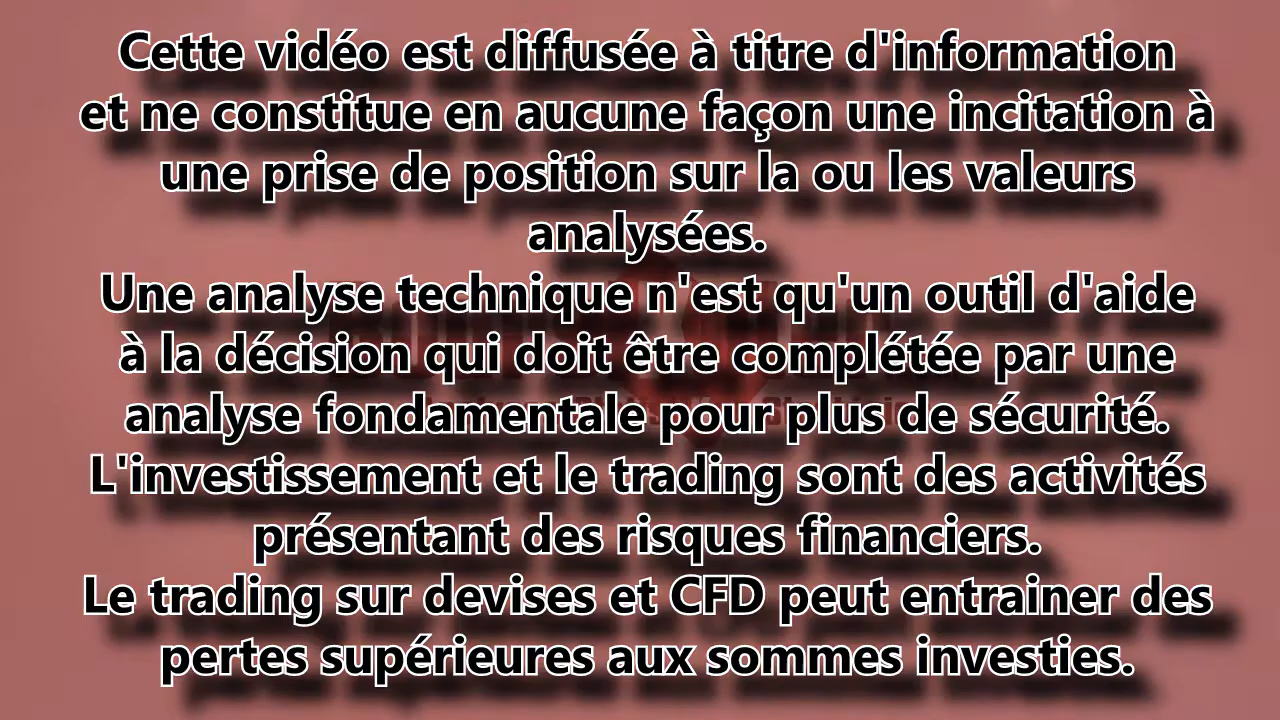 Cette vidéo est diffusée à titre d'information
et ne constitue en aucune façon une incitation à
une prise de position sur la ou les valeurs
analysées.
Une analyse technique n'est qu'un outil d'aide
à la décision qui doit être complétée par une
analyse fondamentale pour plus de sécurité.
L'investissement et le trading sont des activités
présentant des risques financiers.
Le trading sur devises et CFD peut entrainer des
pertes supérieures aux sommes investies.